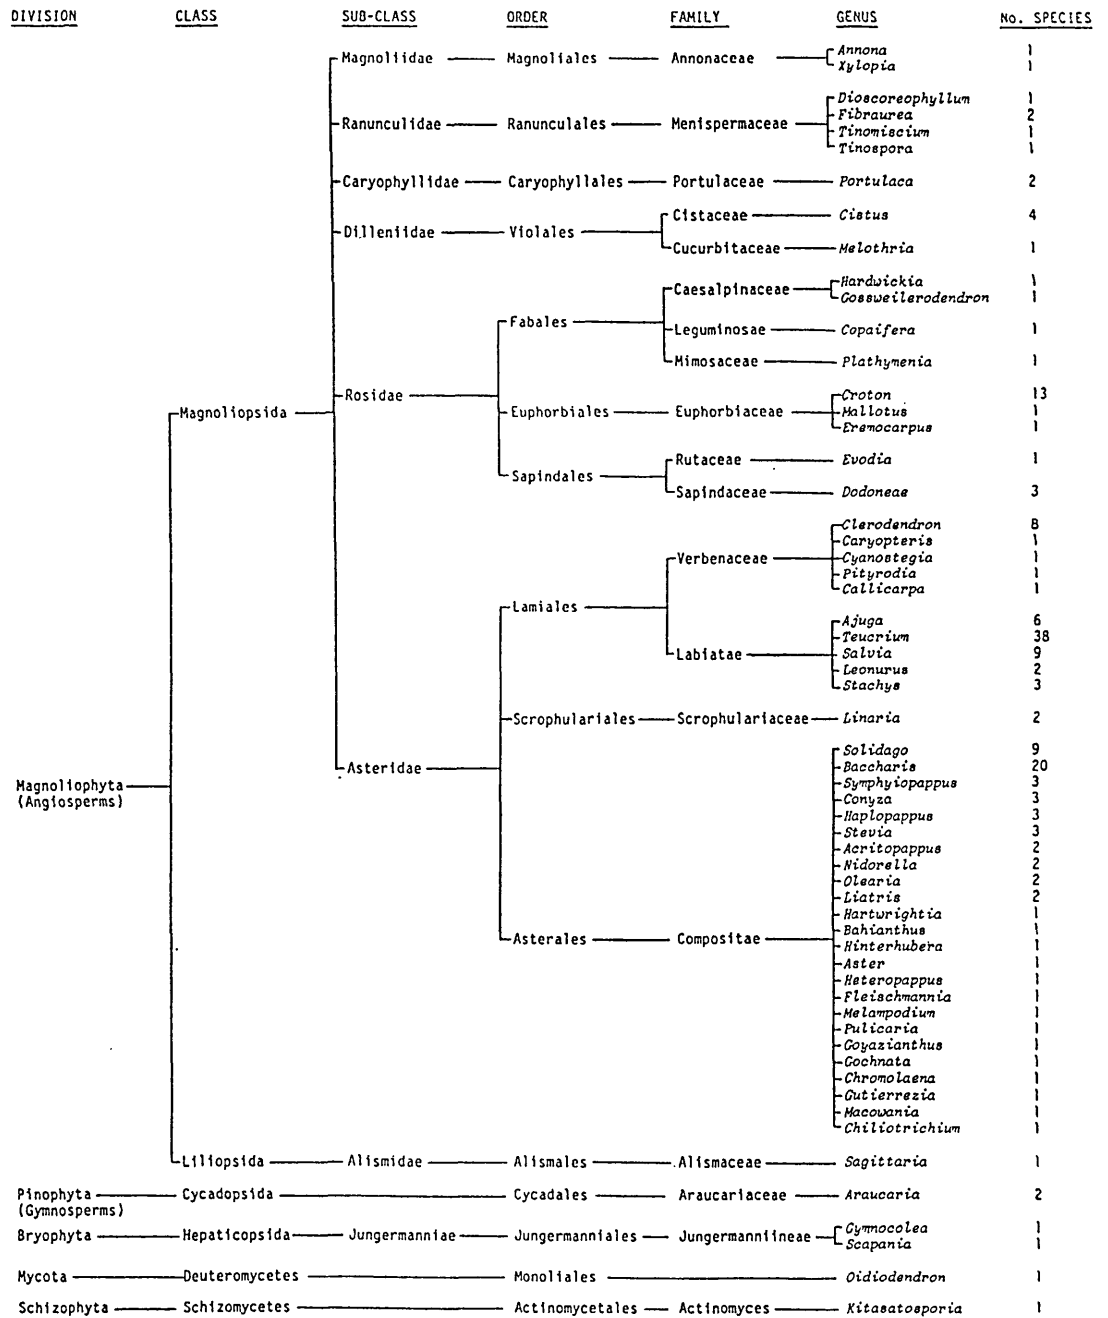 DIVISION CLASS SUB-CLASS ORDER FAMILY GENUS No. SPECIES
Magnoliidae Magnoliales Annonaceae Annona 1
Xylopia 1
Dioscoreophyllum 1
Ranunculidae Ranunculales Menispermaceae Fibraurea 2
Tinomiscium 1
Tinospora 1
Caryophyllidae Caryophyllales Portulaceae Portulaca 2
Cistaceae Cistus 4
Dilleniidae Violales
Cucurbitaceae Melothria 1
Caesalpinaceae Hardwickia 1
Gossweilerodendron 1
Fabales
Leguminosae Copaifera 1
Mimosaceae Plathymenia 1
Rosidae Croton 13
Magnoliopsida Euphorbiales Euphorbiaceae Mallotus 1
Eremocarpus 1
Rutaceae Evodia 1
Sapindales
Sapindaceae Dodoneae 3
Clerodendron 8
Caryopteris 1
Verbenaceae Cyanostegia 1
Pityrodia 1
Callicarpa 1
Lamiales
Ajuga 6
Teucrium 38
Labiatae Salvia 9
Leonurus 2
Stachys 3
Scrophulariales Scrophulariaceae Linaria 2
Solidago 9
Asteridae Baccharis 20
Magnoliophyta Symphyiopappus 3
(Angiosperms) Conyza 3
Haplopappus 3
Stevia 3
Acritopappus 2
Nidorella 2
Olearia 2
Liatris 2
Hartwrightia 1
Asterales Compositae Bahianthus 1
Hinterhubera 1
Aster 1
Heteropappus 1
Fleischmannia 1
Melampodium 1
Pulicaria 1
Goyazianthus 1
Gochnata 1
Chromolaena 1
Gutierrezia 1
Macowania 1
Chiliotrichium 1
Liliopsida Alismidae Alismales Alismaceae Sagittaria 1
Pinophyta Cycadopsida Cycadales Araucariaceae Araucaria 2
(Gymnosperms)
Bryophyta Hepaticopsida Jungermanniae Jungermanniales Jungermanniineae Gymnocolea 1
Scapania 1
Mycota Deuteromycetes Monoliales Oidiodendron 1
Schizophyta Schizomycetes Actinomycetales Actinomyces Kitasatosporia 1